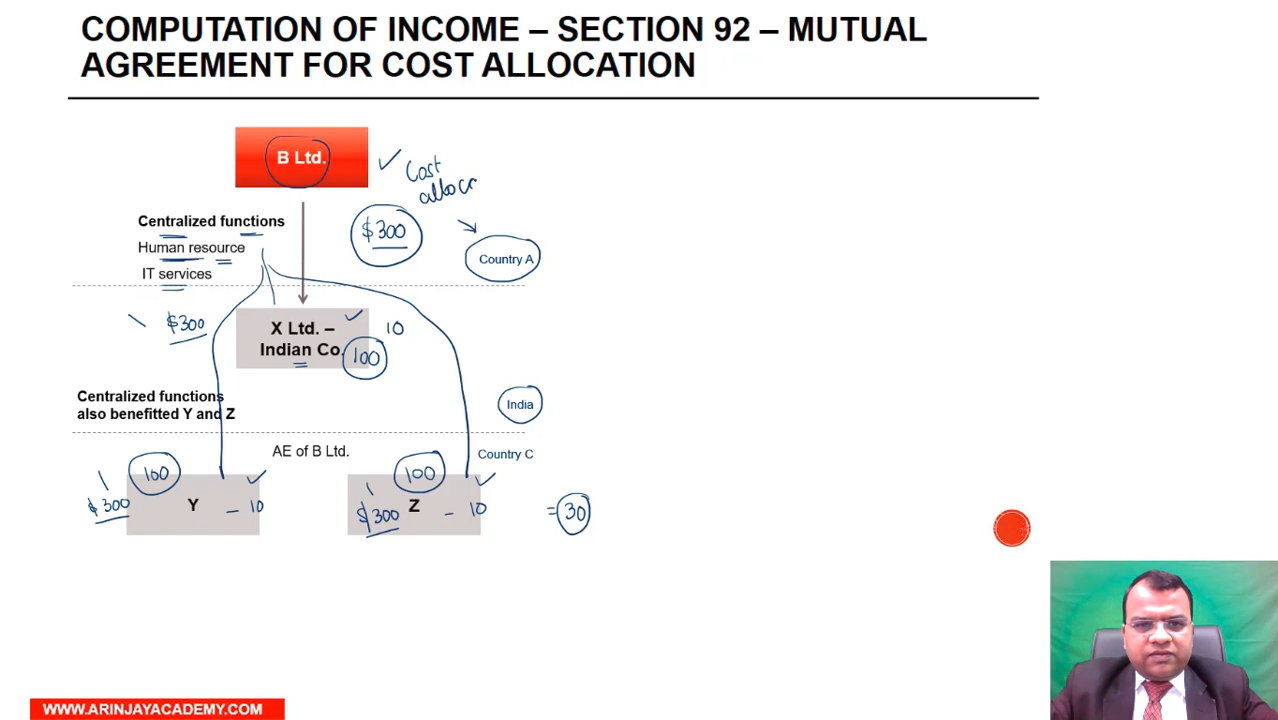 COMPUTATION OF INCOME – SECTION 92 – MUTUAL
AGREEMENT FOR COST ALLOCATION
B Ltd.
Cost
alloca
Centralized functions
$300
Human resource
Country A
IT services
$300
X Ltd. –
10
Indian Co.
100
Centralized functions
also benefitted Y and Z
India
AE of B Ltd.
Country C
100
100
$300
Y
– 10
$300
Z
– 10
= 30
WWW.ARINJAYACADEMY.COM